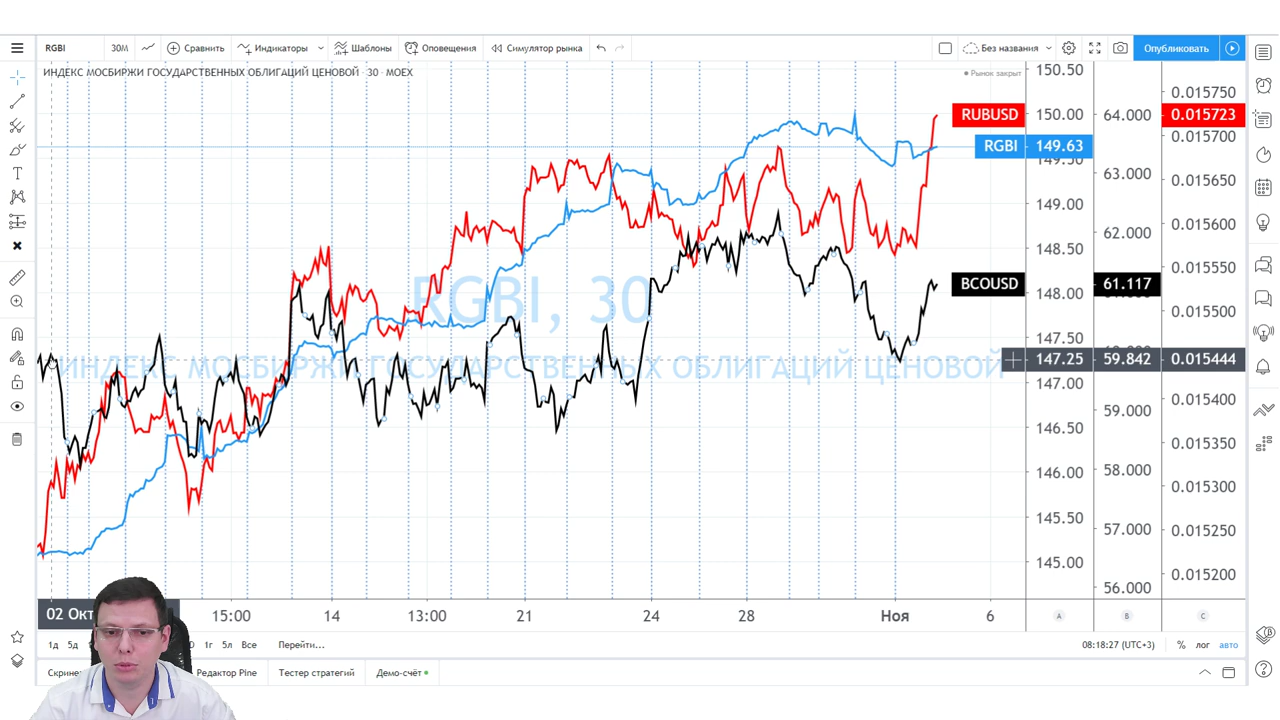 RGBI 30М Сравнить Индикаторы Шаблоны Оповещения Симулятор рынка Без названия Опубликовать
ИНДЕКС МОСБИРЖИ ГОСУДАРСТВЕННЫХ ОБЛИГАЦИЙ ЦЕНОВОЙ · 30 · MOEX
Рынок закрыт
150.50
0.015750
RUBUSD 150.00 64.000 0.015723
0.015700
RGBI 149.63
149.50
63.000
0.015650
149.00
0.015600
62.000
148.50
0.015550
BCOUSD 61.117
148.00
RGBI, 30
0.015500
147.50
ИНДЕКС МОСБИРЖИ ГОСУДАРСТВЕННЫХ ОБЛИГАЦИЙ ЦЕНОВОЙ
147.25 59.842 0.015444
147.00
0.015400
59.000
146.50
0.015350
58.000
146.00
0.015300
145.50
57.000
0.015250
145.00
0.015200
56.000
02 Окт 15:00 14 13:00 21 24 28 Ноя 6 A B C
1д 5д 1г 5л Все Перейти... 08:18:27 (UTC+3) % лог авто
Скрине Редактор Pine Тестер стратегий Демо-счёт